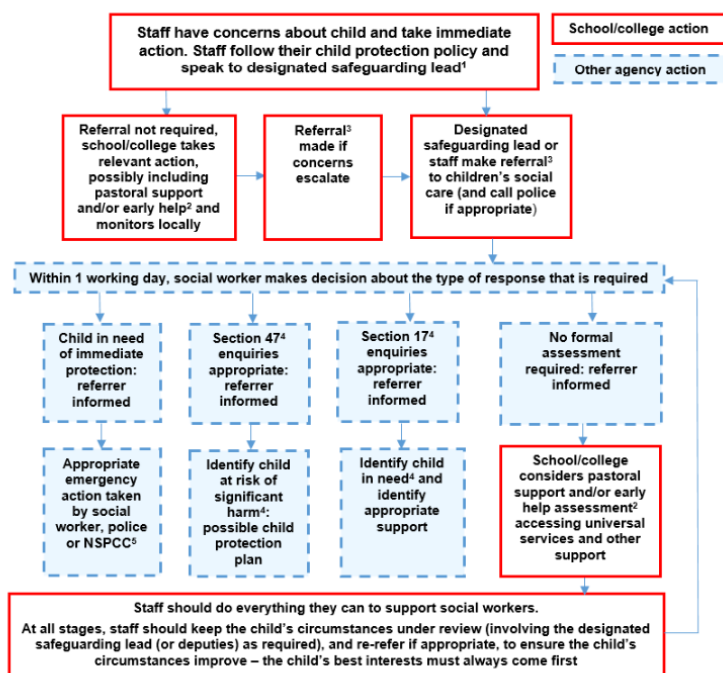 Staff have concerns about child and take immediate
action. Staff follow their child protection policy and
speak to designated safeguarding lead¹
School/college action
Other agency action
Referral not required,
school/college takes
relevant action,
possibly including
pastoral support
and/or early help² and
monitors locally
Referral³
made if
concerns
escalate
Designated
safeguarding lead or
staff make referral³
to children’s social
care (and call police
if appropriate)
Within 1 working day, social worker makes decision about the type of response that is required
Child in need
of immediate
protection:
referrer
informed
Section 47⁴
enquiries
appropriate:
referrer
informed
Section 17⁴
enquiries
appropriate:
referrer
informed
No formal
assessment
required: referrer
informed
Appropriate
emergency
action taken
by social
worker, police
or NSPCC⁵
Identify child
at risk of
significant
harm⁴:
possible child
protection
plan
Identify child
in need⁴ and
identify
appropriate
support
School/college
considers pastoral
support and/or early
help assessment²
accessing universal
services and other
support
Staff should do everything they can to support social workers.
At all stages, staff should keep the child’s circumstances under review (involving the designated
safeguarding lead (or deputies) as required), and re-refer if appropriate, to ensure the child’s
circumstances improve – the child’s best interests must always come first